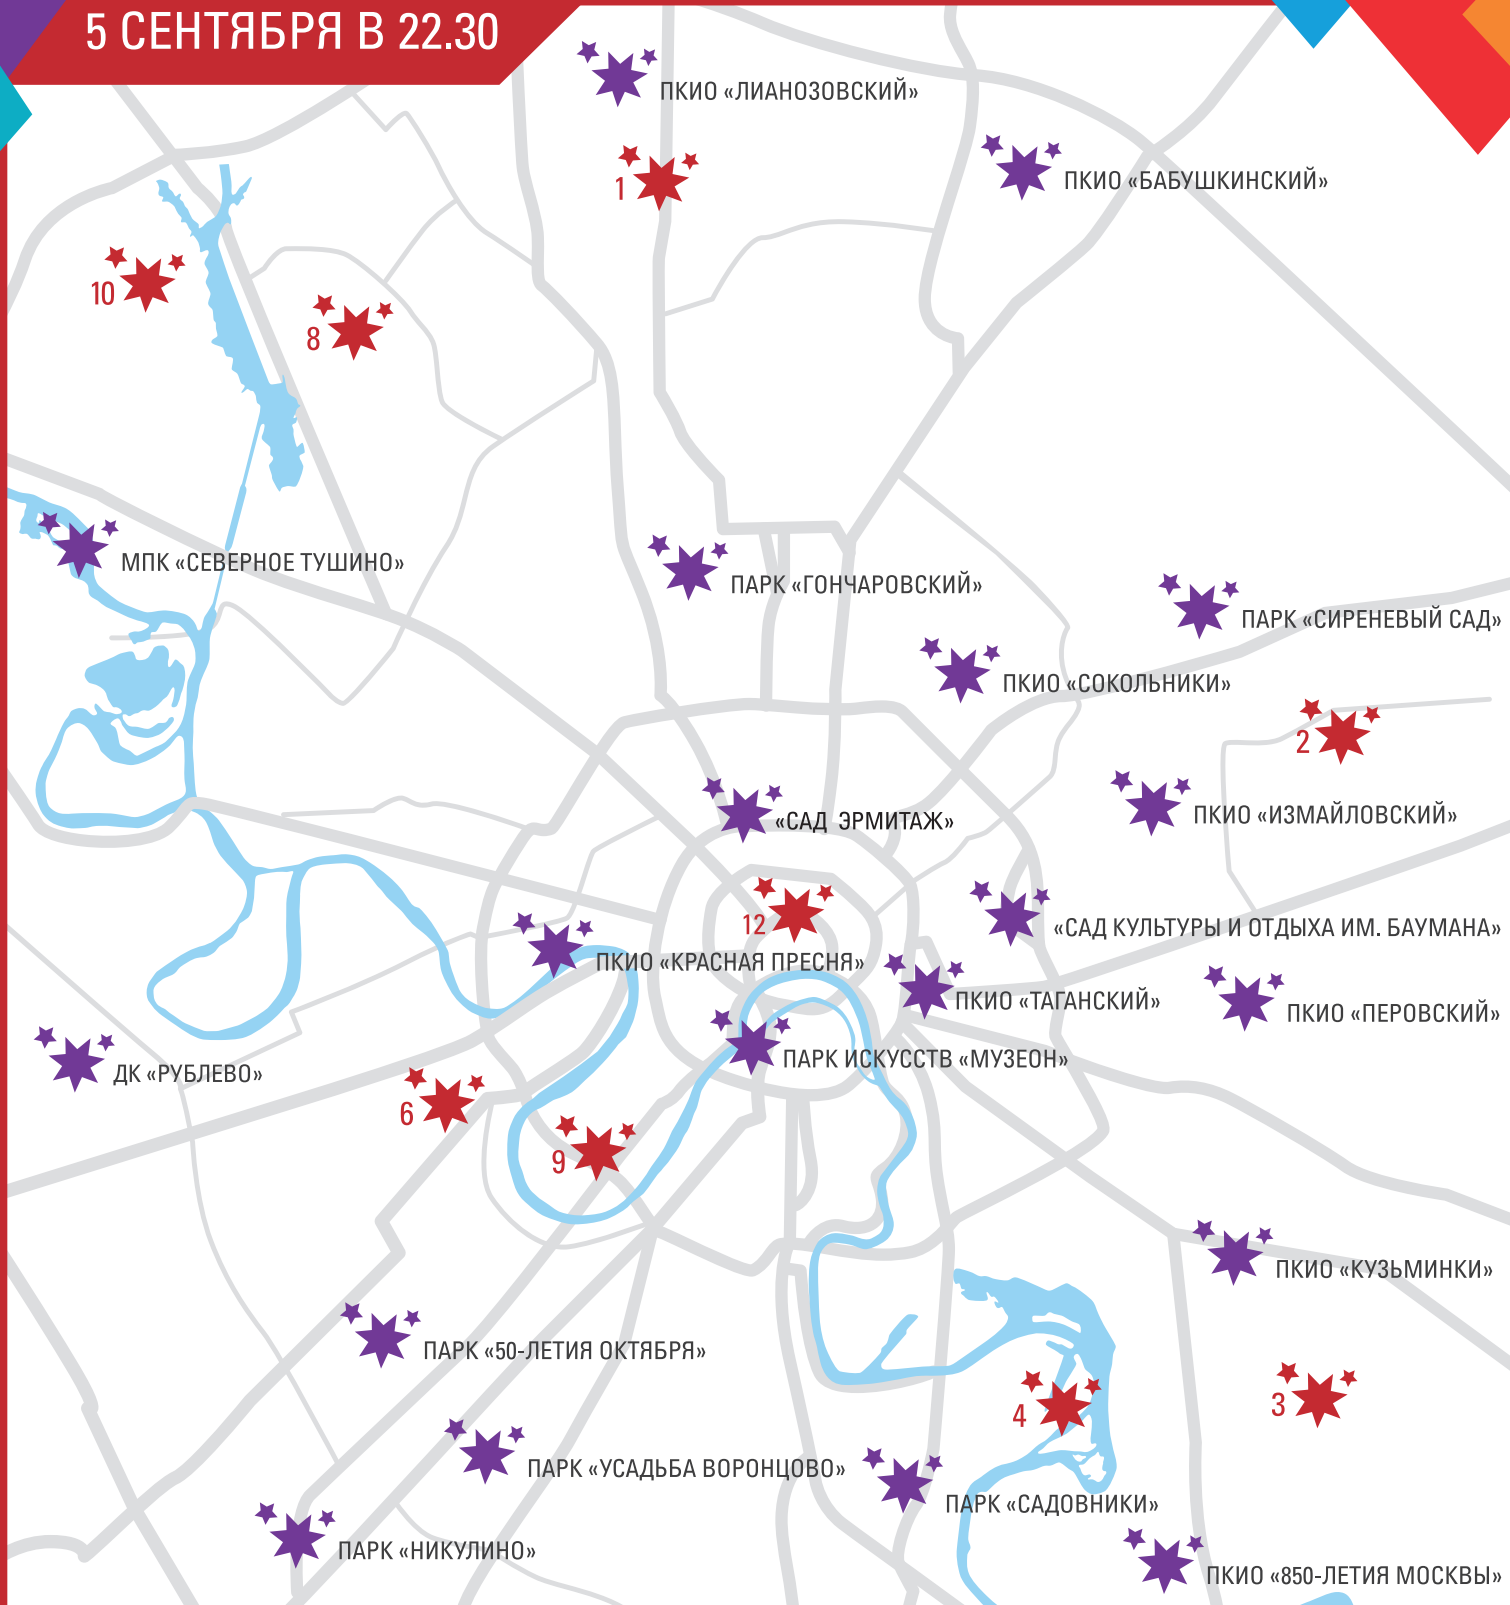 5 СЕНТЯБРЯ В 22.30
ПКИО «ЛИАНОЗОВСКИЙ»
1
ПКИО «БАБУШКИНСКИЙ»
10
8
МПК «СЕВЕРНОЕ ТУШИНО»
ПАРК «ГОНЧАРОВСКИЙ»
ПАРК «СИРЕНЕВЫЙ САД»
ПКИО «СОКОЛЬНИКИ»
2
«САД ЭРМИТАЖ»
ПКИО «ИЗМАЙЛОВСКИЙ»
12
«САД КУЛЬТУРЫ И ОТДЫХА ИМ. БАУМАНА»
ПКИО «КРАСНАЯ ПРЕСНЯ»
ПКИО «ТАГАНСКИЙ»
ПКИО «ПЕРОВСКИЙ»
ПАРК ИСКУССТВ «МУЗЕОН»
ДК «РУБЛЕВО»
6
9
ПКИО «КУЗЬМИНКИ»
ПАРК «50-ЛЕТИЯ ОКТЯБРЯ»
3
4
ПАРК «УСАДЬБА ВОРОНЦОВО»
ПАРК «САДОВНИКИ»
ПАРК «НИКУЛИНО»
ПКИО «850-ЛЕТИЯ МОСКВЫ»